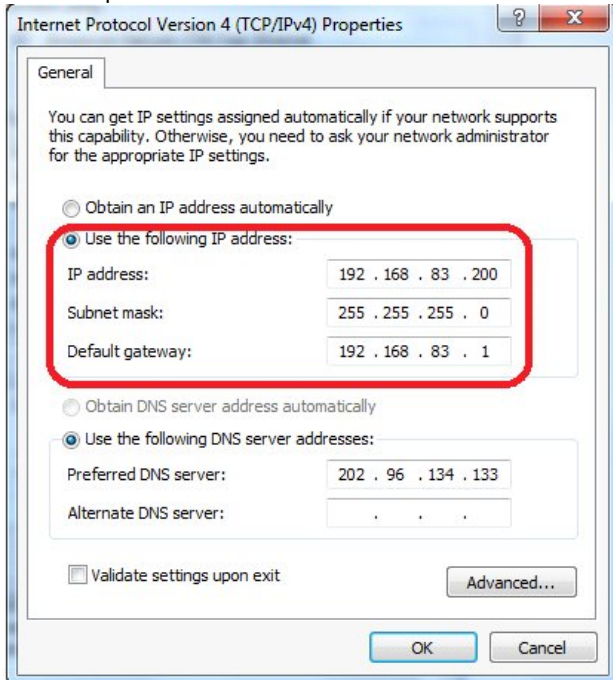 Internet Protocol Version 4 (TCP/IPv4) Properties
General
You can get IP settings assigned automatically if your network supports
this capability. Otherwise, you need to ask your network administrator
for the appropriate IP settings.
Obtain an IP address automatically
Use the following IP address:
IP address: 192 . 168 . 83 . 200
Subnet mask: 255 . 255 . 255 . 0
Default gateway: 192 . 168 . 83 . 1
Obtain DNS server address automatically
Use the following DNS server addresses:
Preferred DNS server: 202 . 96 . 134 . 133
Alternate DNS server: . . .
Validate settings upon exit
Advanced...
OK Cancel